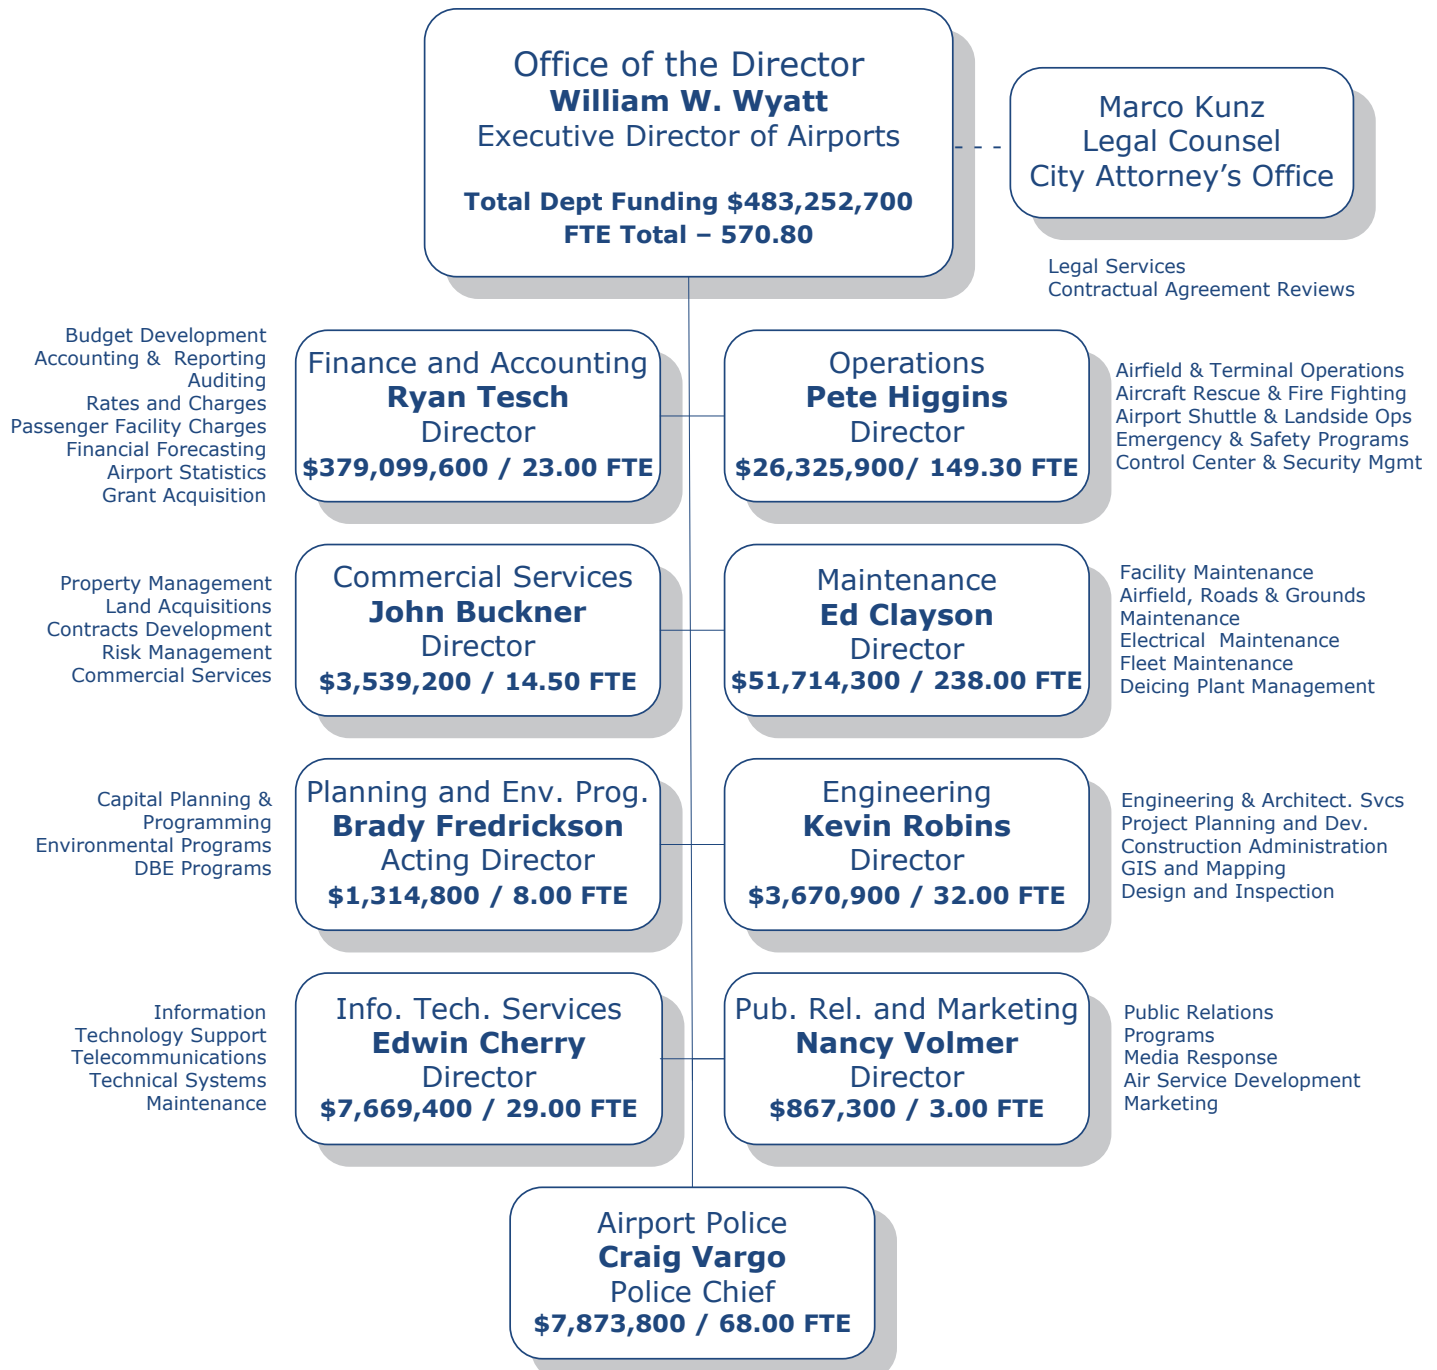 Office of the Director
William W. Wyatt
Executive Director of Airports
Total Dept Funding $483,252,700
FTE Total – 570.80
Marco Kunz
Legal Counsel
City Attorney’s Office
Legal Services
Contractual Agreement Reviews
Budget Development
Accounting &  Reporting
Auditing
Rates and Charges
Passenger Facility Charges
Financial Forecasting
Airport Statistics
Grant Acquisition
Finance and Accounting
Ryan Tesch
Director
$379,099,600 / 23.00 FTE
Operations
Pete Higgins
Director
$26,325,900/ 149.30 FTE
Airfield & Terminal Operations
Aircraft Rescue & Fire Fighting
Airport Shuttle & Landside Ops
Emergency & Safety Programs
Control Center & Security Mgmt
Property Management
Land Acquisitions
Contracts Development
Risk Management
Commercial Services
Commercial Services
John Buckner
Director
$3,539,200 / 14.50 FTE
Maintenance
Ed Clayson
Director
$51,714,300 / 238.00 FTE
Facility Maintenance
Airfield, Roads & Grounds
Maintenance
Electrical  Maintenance
Fleet Maintenance
Deicing Plant Management
Capital Planning &
Programming
Environmental Programs
DBE Programs
Planning and Env. Prog.
Brady Fredrickson
Acting Director
$1,314,800 / 8.00 FTE
Engineering
Kevin Robins
Director
$3,670,900 / 32.00 FTE
Engineering & Architect. Svcs
Project Planning and Dev.
Construction Administration
GIS and Mapping
Design and Inspection
Information
Technology Support
Telecommunications
Technical Systems
Maintenance
Info. Tech. Services
Edwin Cherry
Director
$7,669,400 / 29.00 FTE
Pub. Rel. and Marketing
Nancy Volmer
Director
$867,300 / 3.00 FTE
Public Relations
Programs
Media Response
Air Service Development
Marketing
Airport Police
Craig Vargo
Police Chief
$7,873,800 / 68.00 FTE